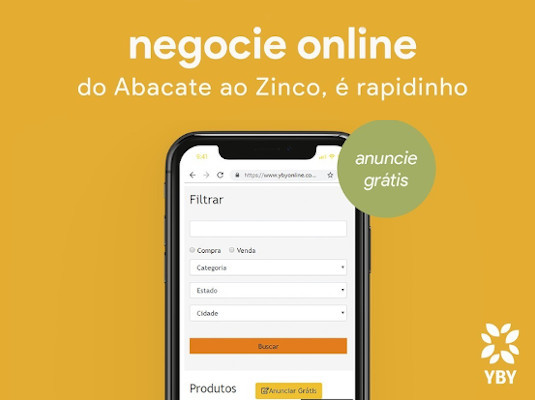 negocie online
do Abacate ao Zinco, é rapidinho
anuncie
grátis
9:41
https://www.ybyonline.co...
Filtrar
Compra Venda
Categoria
Estado
Cidade
Buscar
Produtos Anunciar Grátis
YBY